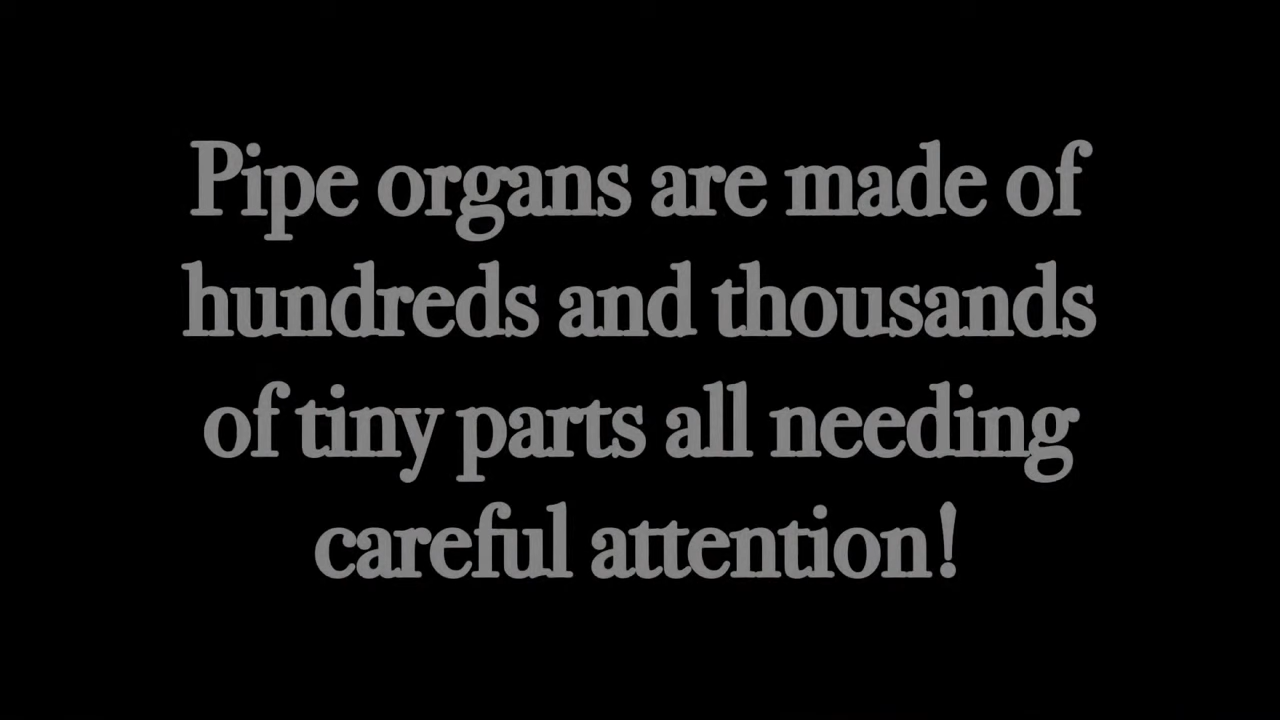 Pipe organs are made of
hundreds and thousands
of tiny parts all needing
careful attention!